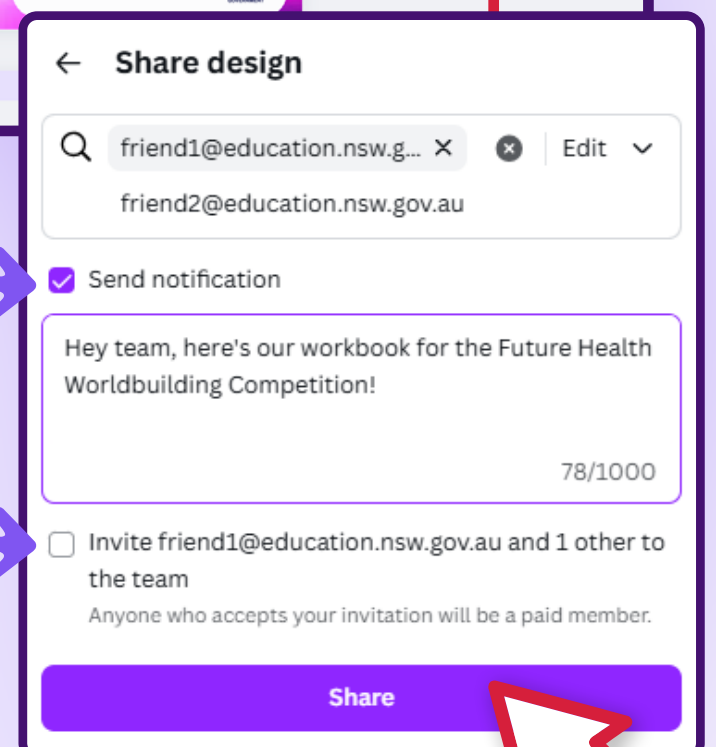 GOVERNMENT
Share design
friend1@education.nsw.g... Edit
friend2@education.nsw.gov.au
Send notification
Hey team, here's our workbook for the Future Health
Worldbuilding Competition!
78/1000
Invite friend1@education.nsw.gov.au and 1 other to
the team
Anyone who accepts your invitation will be a paid member.
Share